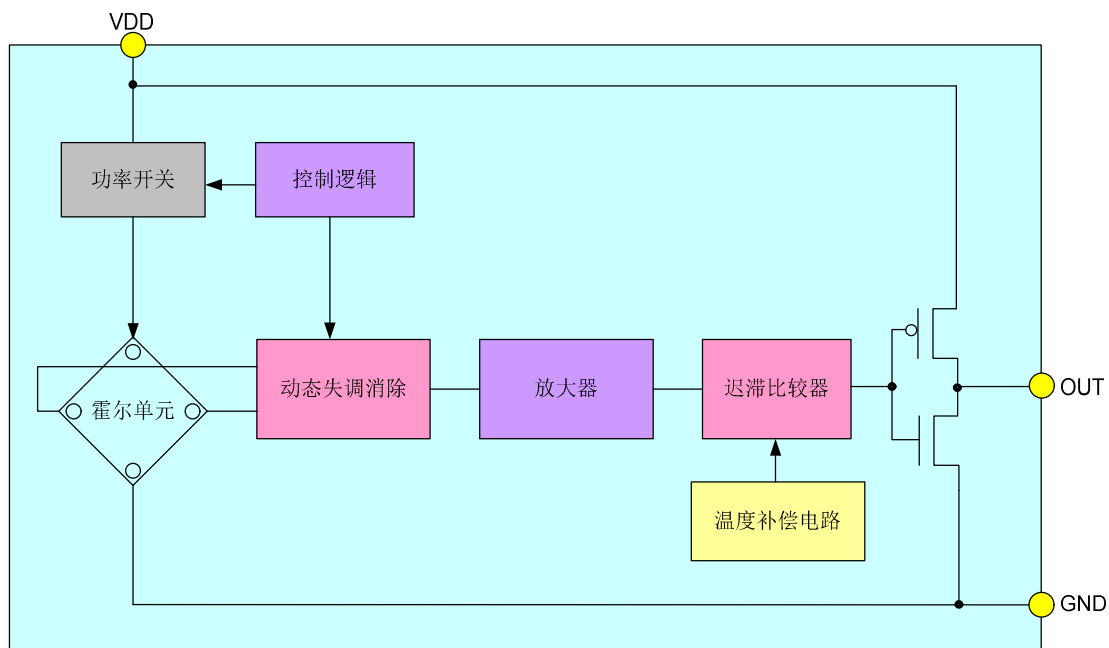 VDD
功率开关
控制逻辑
霍尔单元
动态失调消除
放大器
迟滞比较器
OUT
温度补偿电路
GND